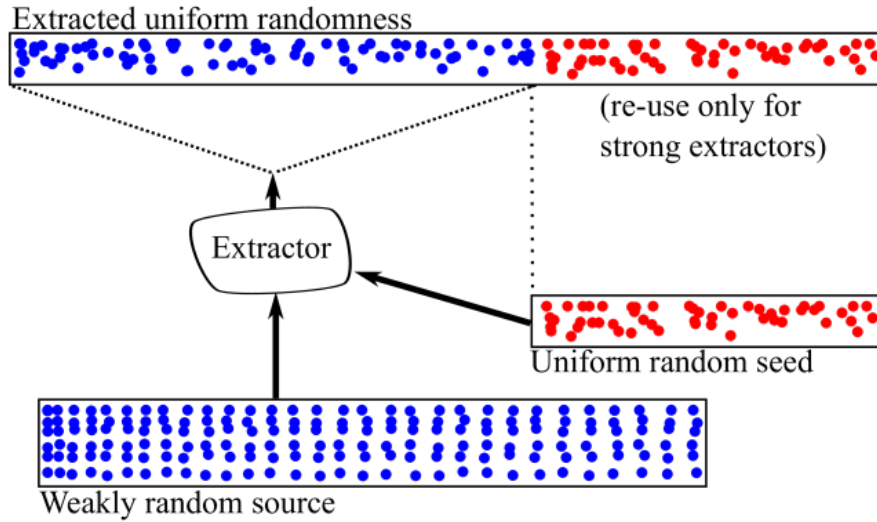 Extracted uniform randomness
(re-use only for
strong extractors)
Extractor
Uniform random seed
Weakly random source